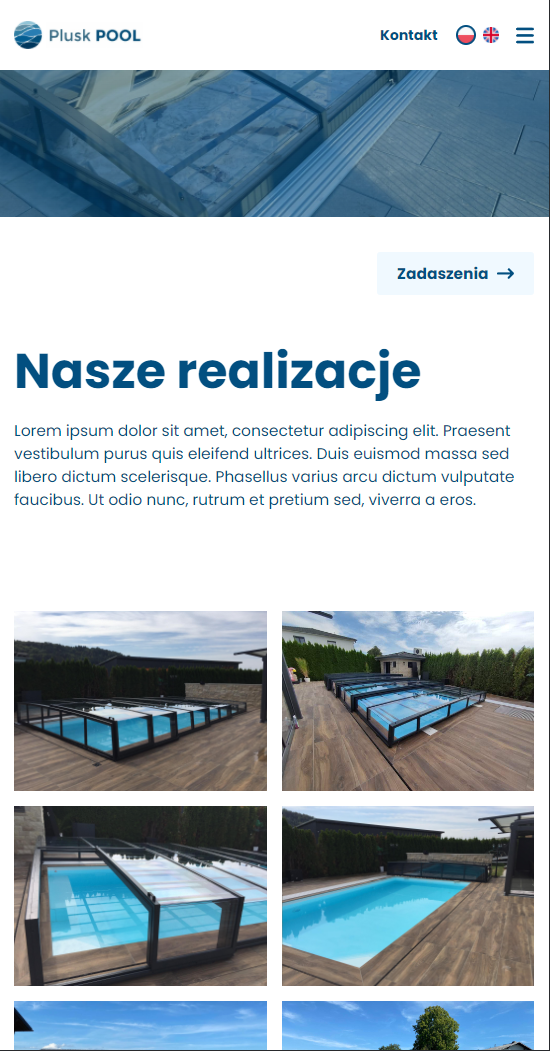 Plusk POOL
Kontakt
Zadaszenia
Nasze realizacje
Lorem ipsum dolor sit amet, consectetur adipiscing elit. Praesent
vestibulum purus quis eleifend ultrices. Duis euismod massa sed
libero dictum scelerisque. Phasellus varius arcu dictum vulputate
faucibus. Ut odio nunc, rutrum et pretium sed, viverra a eros.